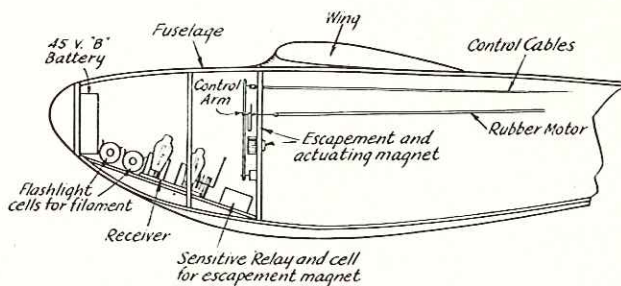 Wing
45 V. "B"
Battery
Fuselage
Control Cables
Control
Arm
Rubber Motor
Escapement and
actuating magnet
Flashlight
cells for filament
Receiver
Sensitive Relay and cell
for escapement magnet